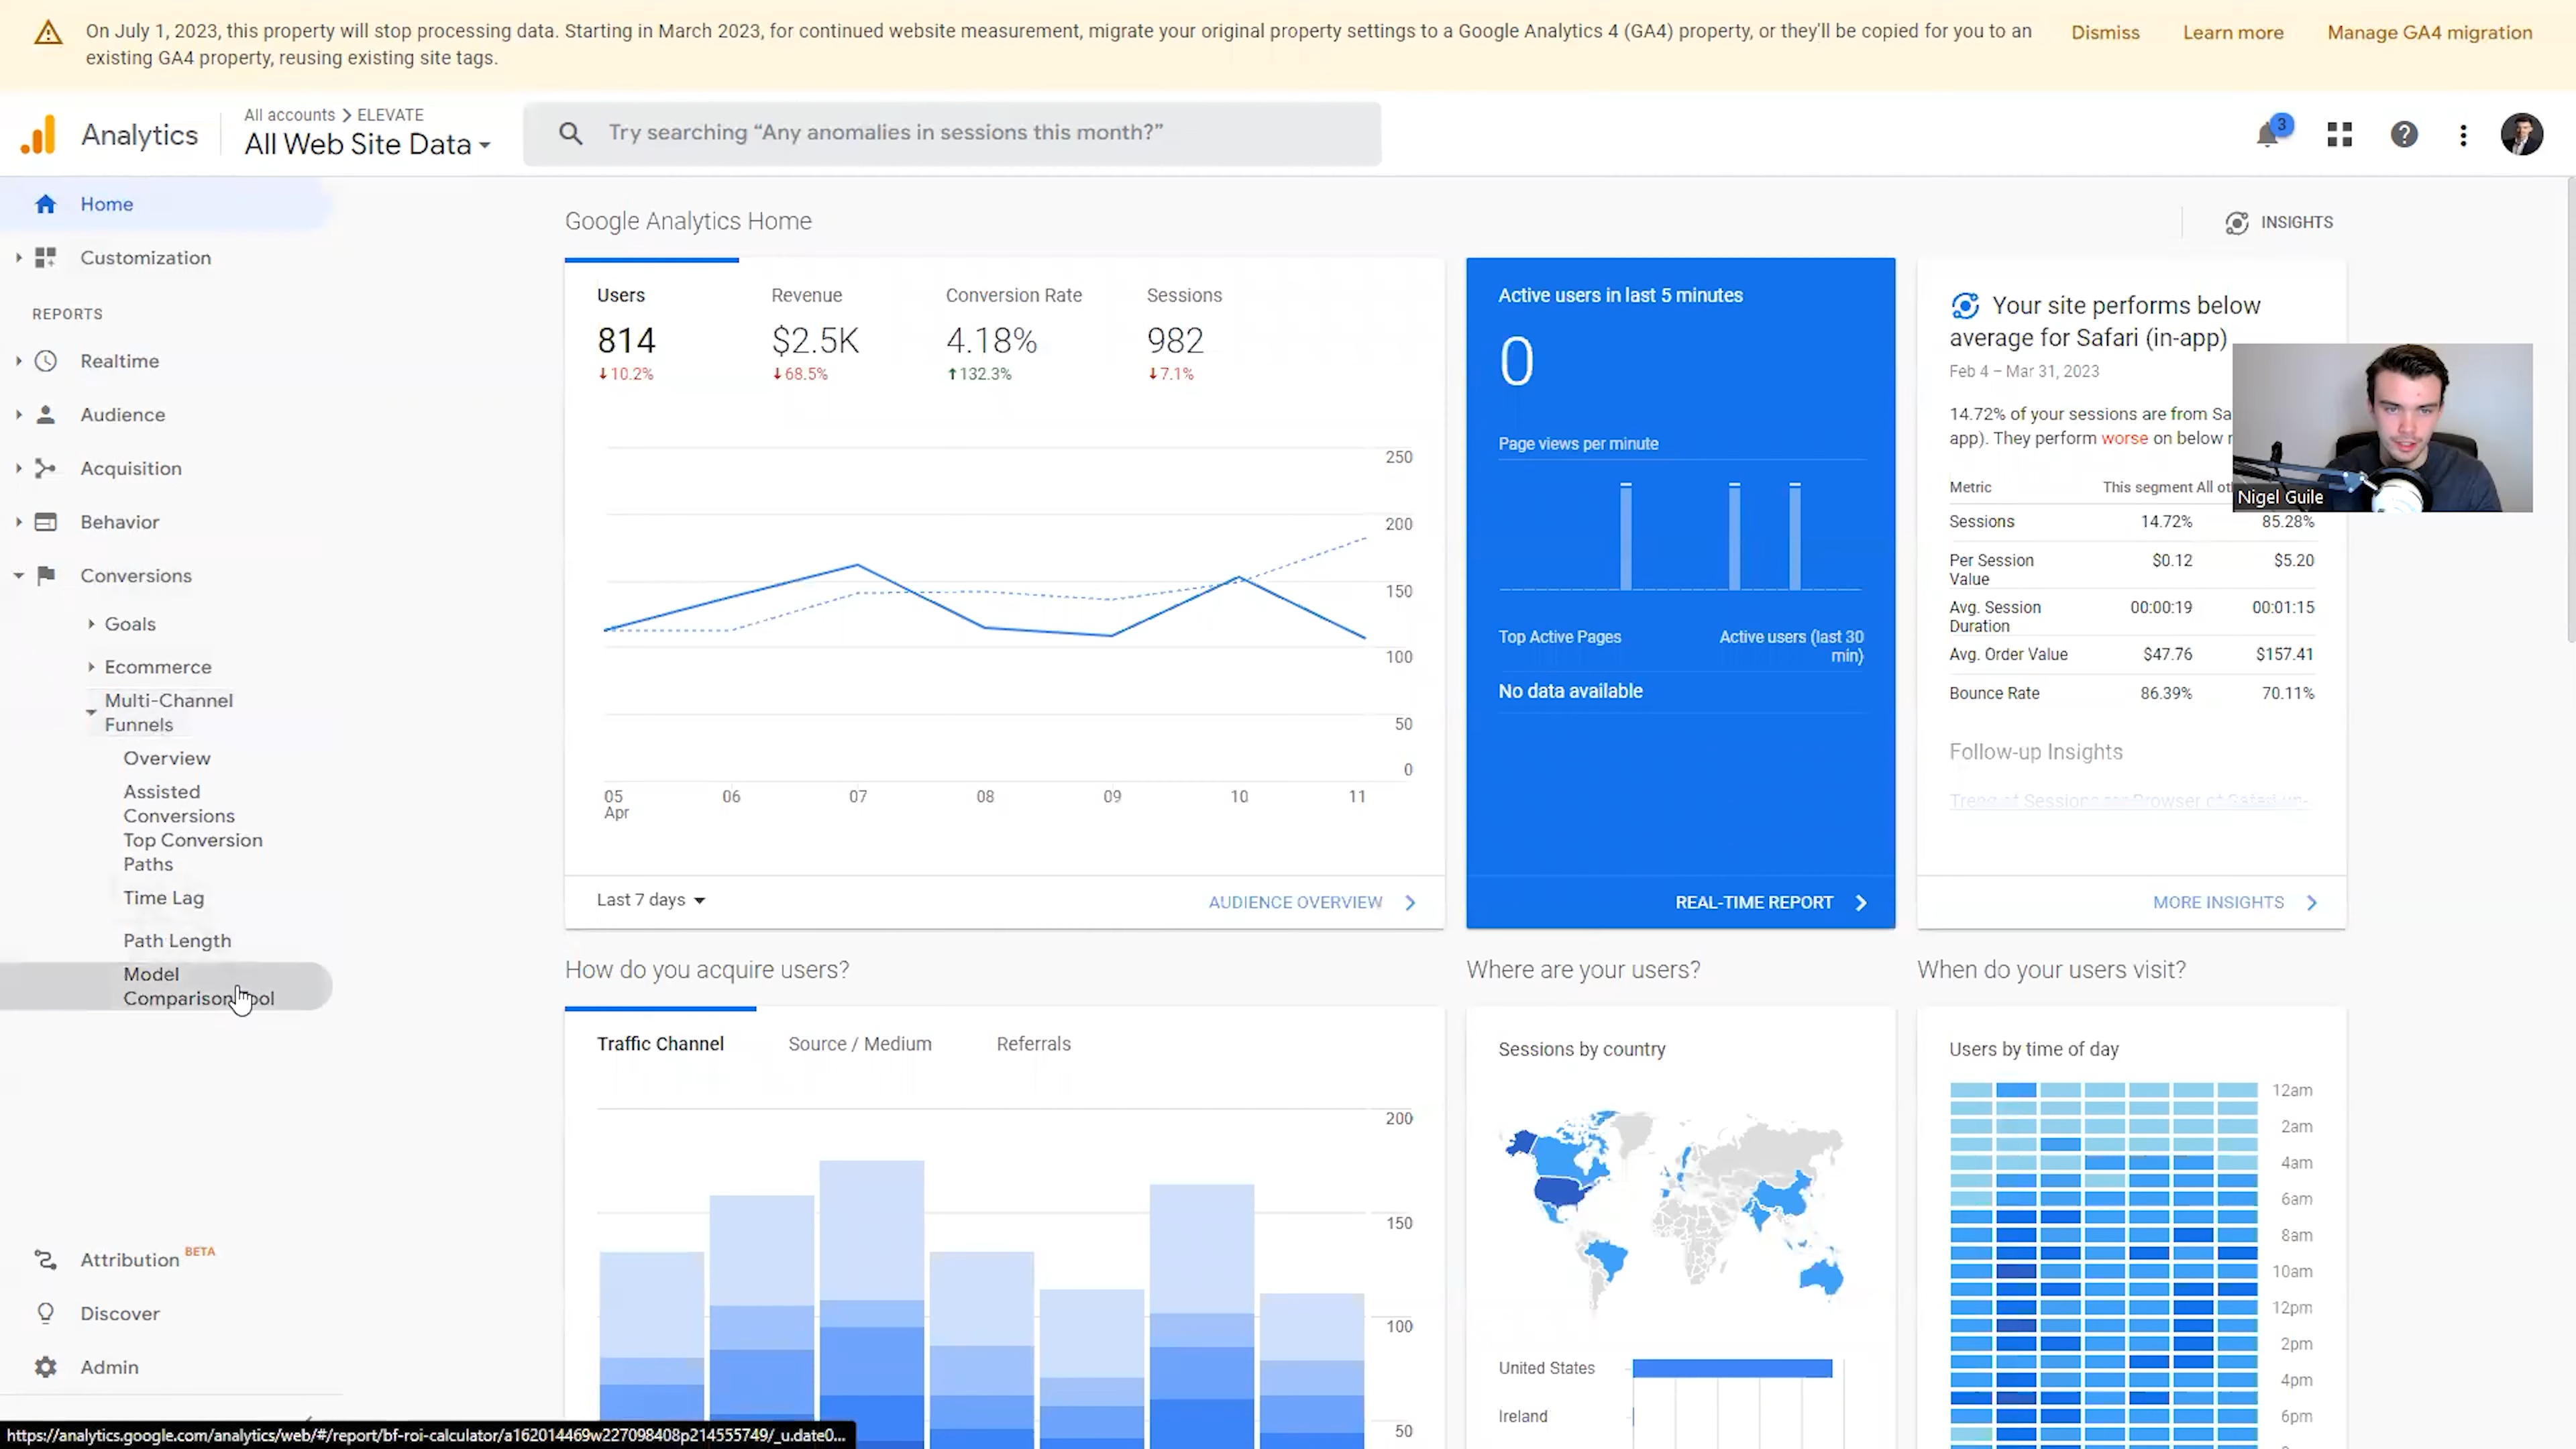 On July 1, 2023, this property will stop processing data. Starting in March 2023, for continued website measurement, migrate your original property settings to a Google Analytics 4 (GA4) property, or they'll be copied for you to an
existing GA4 property, reusing existing site tags.
Dismiss
Learn more
Manage GA4 migration
Analytics
All accounts > ELEVATE
All Web Site Data
Try searching “Any anomalies in sessions this month?”
3
Home
Customization
REPORTS
Realtime
Audience
Acquisition
Behavior
Conversions
Goals
Ecommerce
Multi-Channel
Funnels
Overview
Assisted
Conversions
Top Conversion
Paths
Time Lag
Path Length
Model
Comparison
Attribution BETA
Discover
Admin
https://analytics.google.com/analytics/web/#/report/bf-roi-calculator/a162014469w227098408p214555749/_u.date0...
Google Analytics Home
INSIGHTS
Users
814
10.2%
Revenue
$2.5K
68.5%
Conversion Rate
4.18%
132.3%
Sessions
982
7.1%
250
200
150
100
50
0
05 06 07 08 09 10 11
Apr
Last 7 days
AUDIENCE OVERVIEW
Active users in last 5 minutes
0
Page views per minute
Top Active Pages
Active users (last 30
min)
No data available
REAL-TIME REPORT
Your site performs below
average for Safari (in-app)
Feb 4 – Mar 31, 2023
14.72% of your sessions are from
app). They perform worse on below
Nigel Guile
Metric This segment All
Sessions 14.72% 85.28%
Per Session
Value $0.12 $5.20
Avg. Session
Duration 00:00:19 00:01:15
Avg. Order Value $47.76 $157.41
Bounce Rate 86.39% 70.11%
Follow-up Insights
MORE INSIGHTS
How do you acquire users?
Traffic Channel
Source / Medium
Referrals
200
150
100
50
Where are your users?
Sessions by country
United States
Ireland
When do your users visit?
Users by time of day
12am
2am
4am
6am
8am
10am
12pm
2pm
4pm
6pm